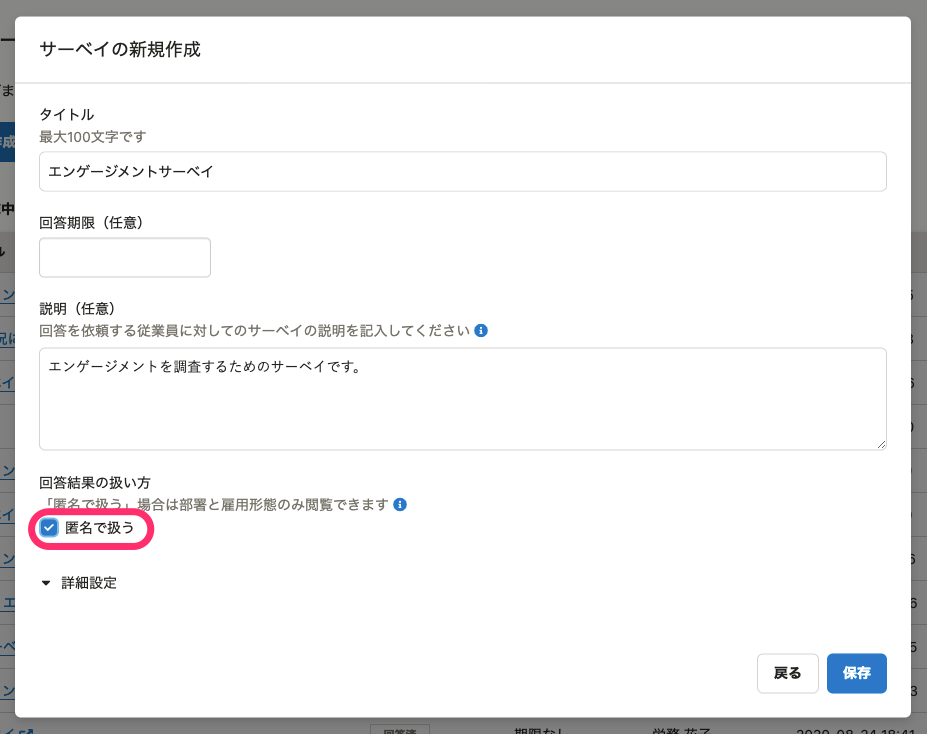 サーベイの新規作成
タイトル
最大100文字です
エンゲージメントサーベイ
回答期限（任意）
説明（任意）
回答を依頼する従業員に対してのサーベイの説明を記入してください
エンゲージメントを調査するためのサーベイです。
回答結果の扱い方
「匿名で扱う」場合は部署と雇用形態のみ閲覧できます
匿名で扱う
詳細設定
戻る
保存